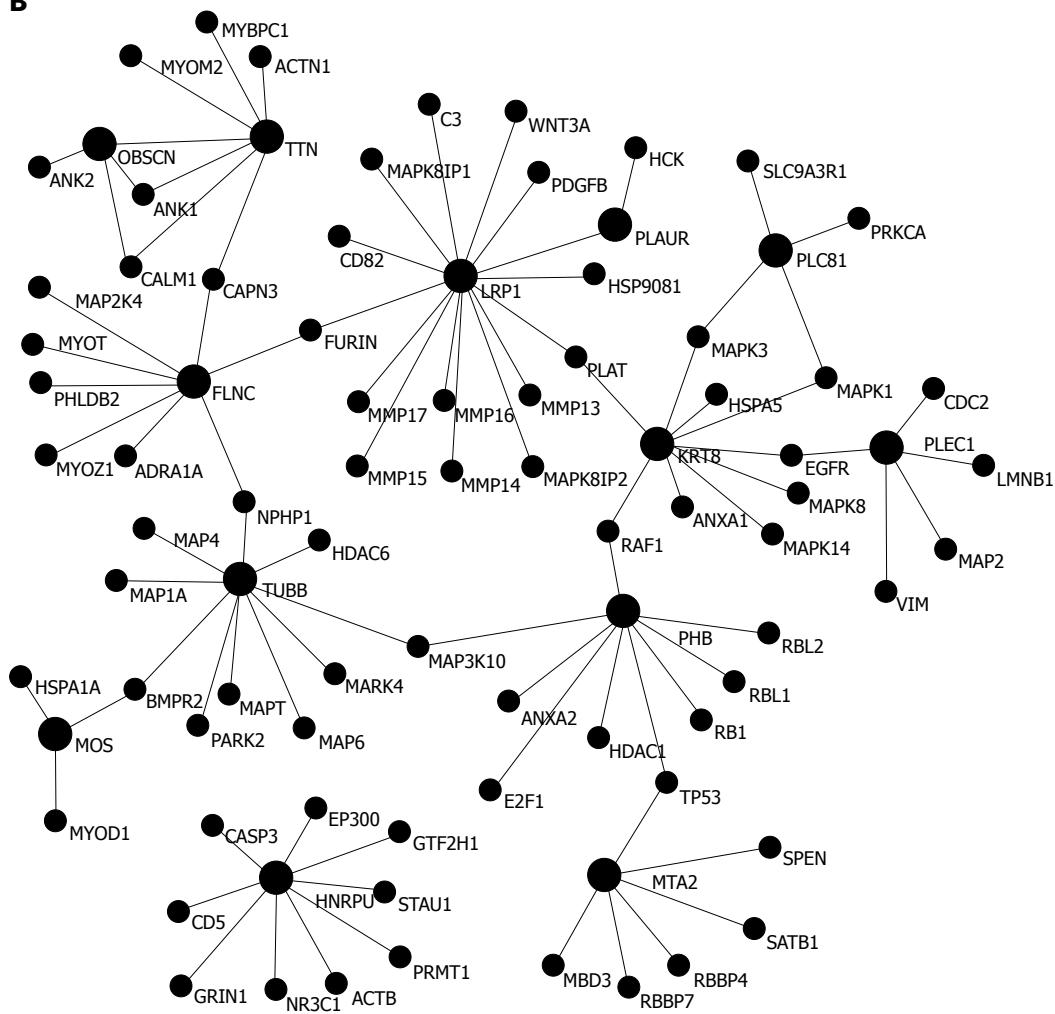 B
MYBPC1
MYOM2
ACTN1
OBSCN
TTN
ANK2
ANK1
CALM1
CAPN3
C3
WNT3A
HCK
MAPK8IP1
PDGFB
SLC9A3R1
PLAUR
PRKCA
CD82
PLC81
LRP1
HSP9081
MAP2K4
FURIN
MYOT
MAPK3
PLAT
FLNC
PHLDB2
MAPK1
HSPA5
CDC2
MMP17
MMP16
MMP13
PLEC1
KRT8
MYOZ1
ADRA1A
EGFR
LMNB1
MMP15
MMP14
MAPK8IP2
MAPK8
NPHP1
ANXA1
MAP4
HDAC6
RAF1
MAPK14
MAP2
MAP1A
TUBB
VIM
PHB
RBL2
MAP3K10
HSPA1A
BMPR2
MAPT
MARK4
RBL1
ANXA2
RB1
MOS
PARK2
MAP6
HDAC1
E2F1
TP53
MYOD1
CASP3
EP300
GTF2H1
SPEN
MTA2
HNRPU
STAU1
CD5
SATB1
PRMT1
MBD3
RBBP4
GRIN1
NR3C1
ACTB
RBBP7